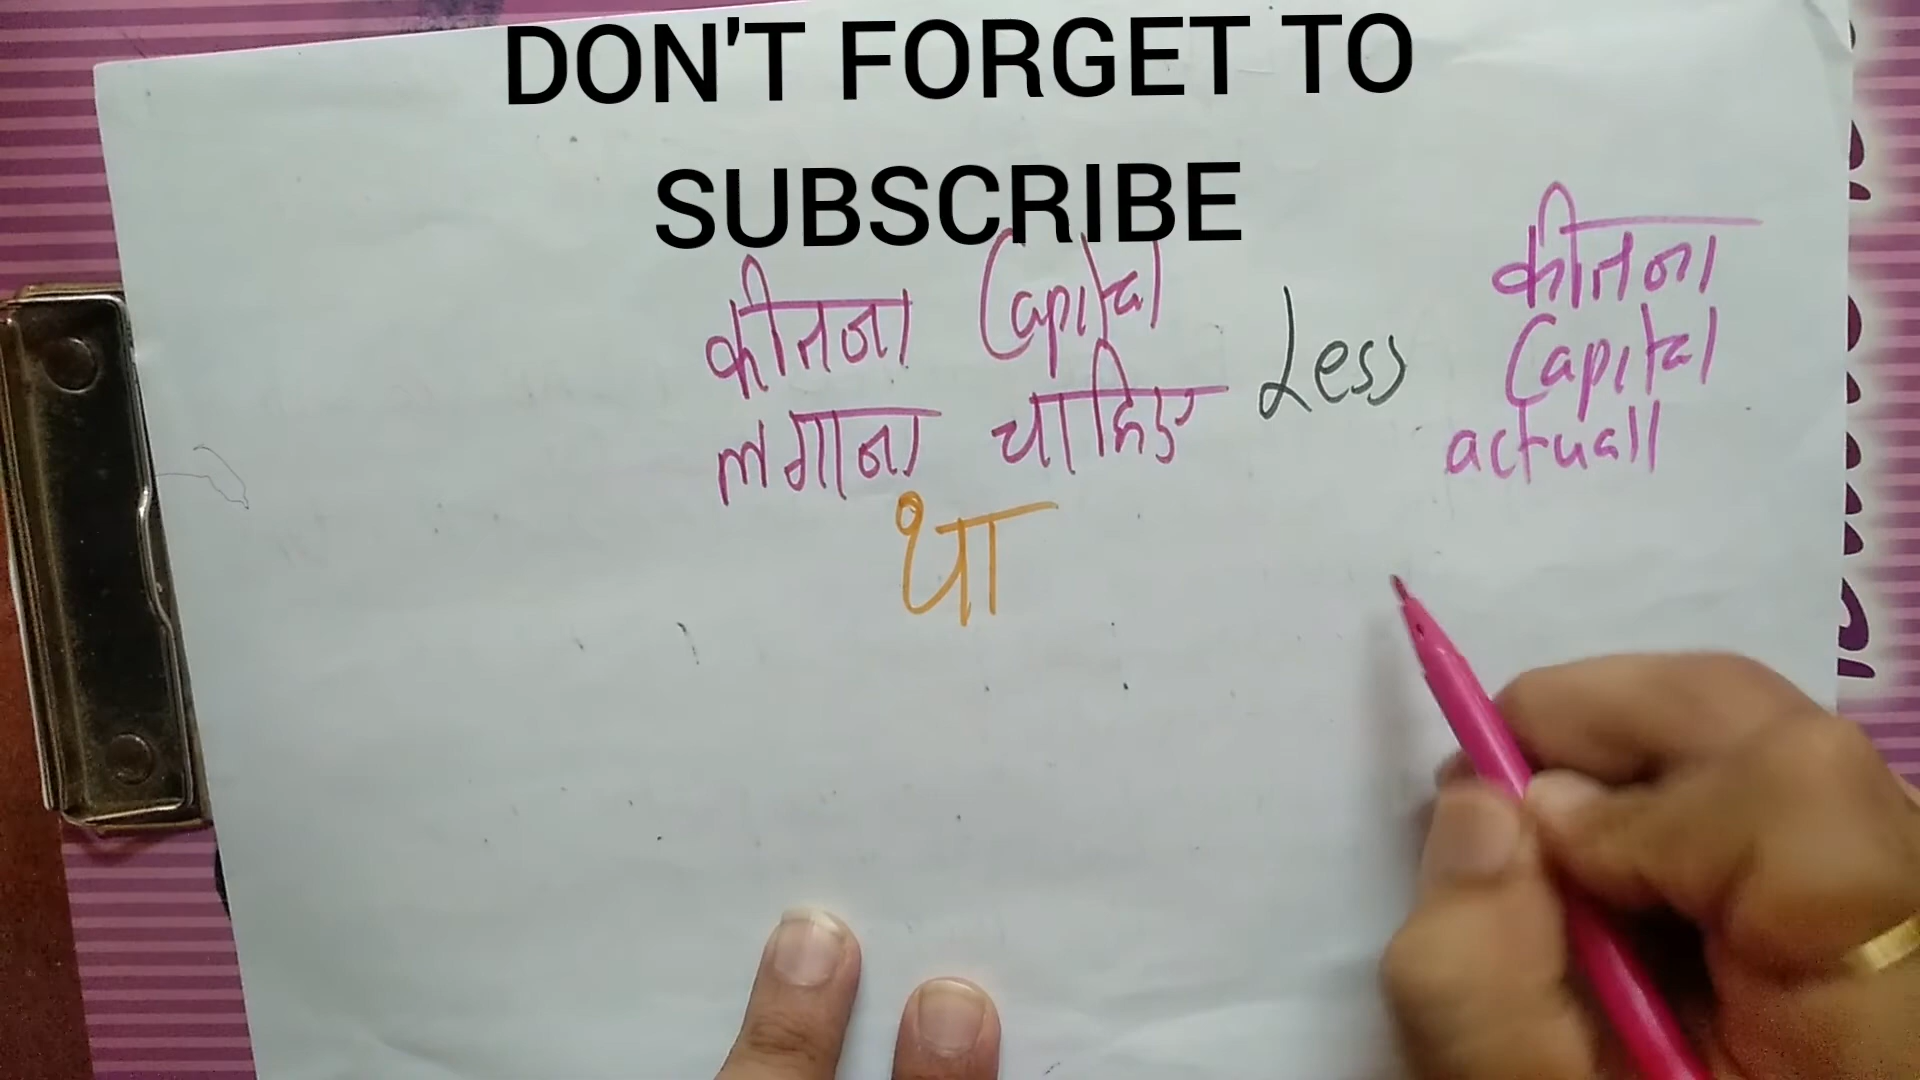 DON'T FORGET TO
SUBSCRIBE
कीतना Capital
लगाना चाहिए
था
Less
कीतना
Capital
actuall